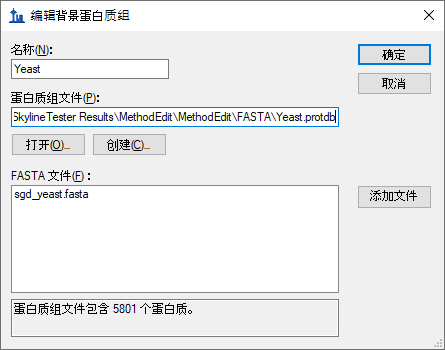 编辑背景蛋白质组
名称(N):
Yeast
确定
取消
蛋白质组文件(P):
SkylineTester Results\MethodEdit\MethodEdit\FASTA\Yeast.protdb
打开(O)... 创建(C)...
FASTA 文件(F)：
sgd_yeast.fasta
添加文件
蛋白质组文件包含 5801 个蛋白质。